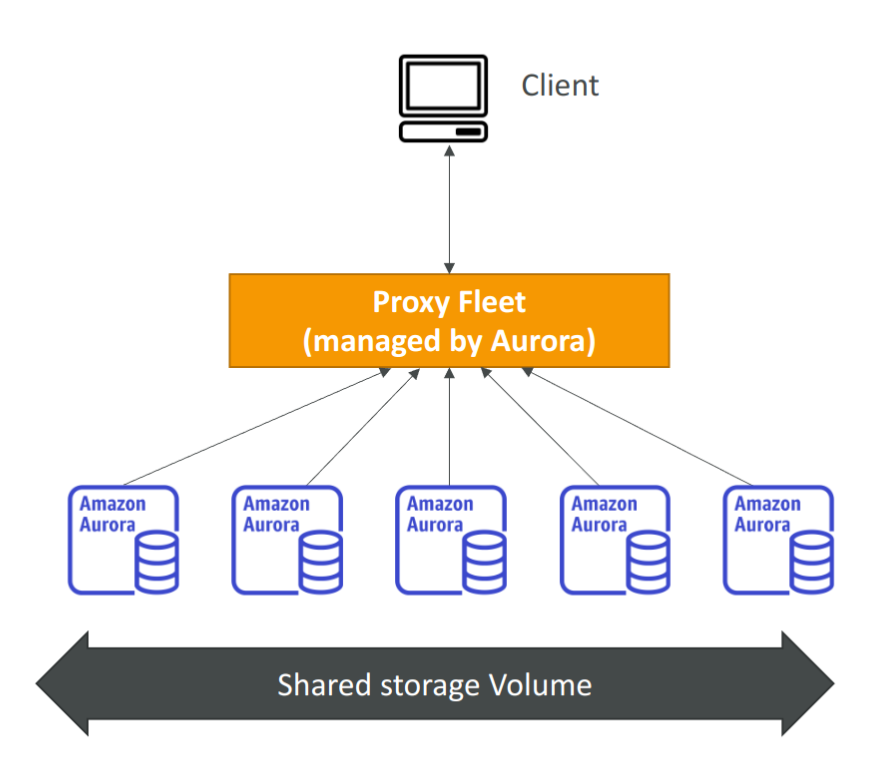 Client
Proxy Fleet
(managed by Aurora)
Amazon
Aurora
Amazon
Aurora
Amazon
Aurora
Amazon
Aurora
Amazon
Aurora
Shared storage Volume